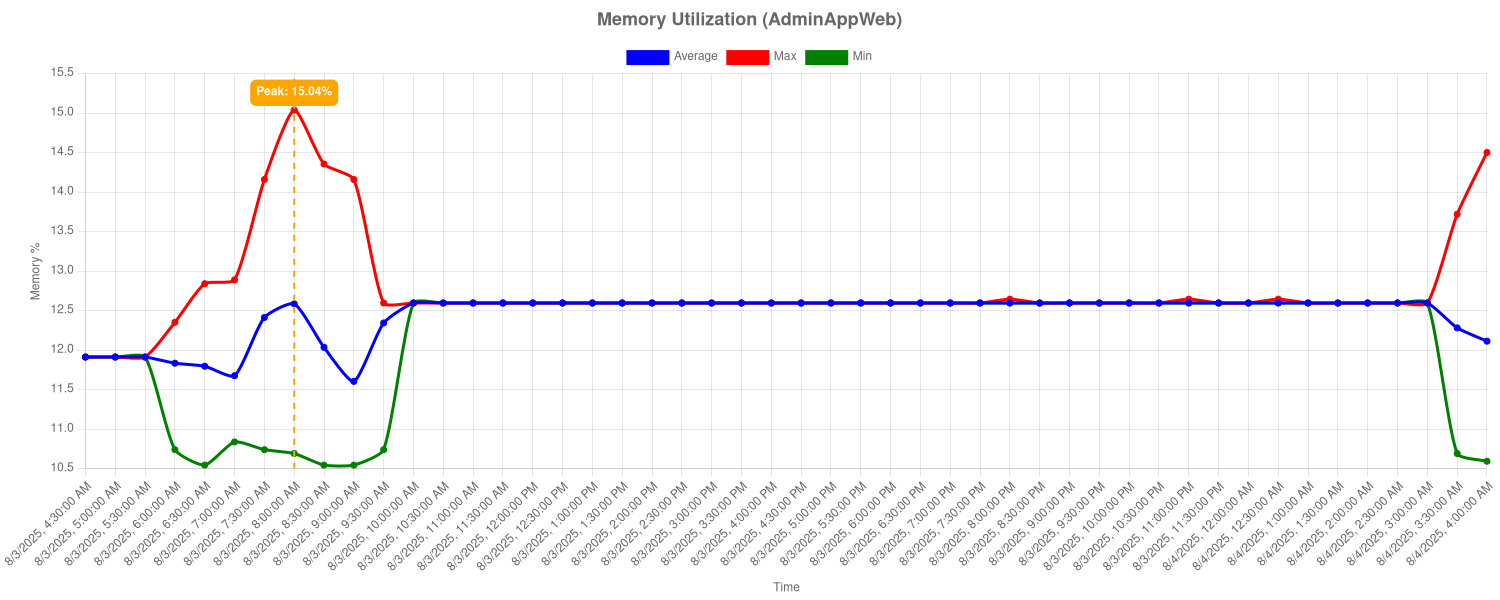 Memory Utilization (AdminAppWeb)
Average Max Min
Peak: 15.04%
15.5
15.0
14.5
14.0
13.5
13.0
12.5
12.0
11.5
11.0
10.5
Memory %
8/3/2025, 4:30:00 AM
8/3/2025, 5:00:00 AM
8/3/2025, 5:30:00 AM
8/3/2025, 6:00:00 AM
8/3/2025, 6:30:00 AM
8/3/2025, 7:00:00 AM
8/3/2025, 7:30:00 AM
8/3/2025, 8:00:00 AM
8/3/2025, 8:30:00 AM
8/3/2025, 9:00:00 AM
8/3/2025, 9:30:00 AM
8/3/2025, 10:00:00 AM
8/3/2025, 10:30:00 AM
8/3/2025, 11:00:00 AM
8/3/2025, 11:30:00 AM
8/3/2025, 12:00:00 PM
8/3/2025, 12:30:00 PM
8/3/2025, 1:00:00 PM
8/3/2025, 1:30:00 PM
8/3/2025, 2:00:00 PM
8/3/2025, 2:30:00 PM
8/3/2025, 3:00:00 PM
8/3/2025, 3:30:00 PM
8/3/2025, 4:00:00 PM
8/3/2025, 4:30:00 PM
8/3/2025, 5:00:00 PM
8/3/2025, 5:30:00 PM
8/3/2025, 6:00:00 PM
8/3/2025, 6:30:00 PM
8/3/2025, 7:00:00 PM
8/3/2025, 7:30:00 PM
8/3/2025, 8:00:00 PM
8/3/2025, 8:30:00 PM
8/3/2025, 9:00:00 PM
8/3/2025, 9:30:00 PM
8/3/2025, 10:00:00 PM
8/3/2025, 10:30:00 PM
8/3/2025, 11:00:00 PM
8/3/2025, 11:30:00 PM
8/4/2025, 12:00:00 AM
8/4/2025, 12:30:00 AM
8/4/2025, 1:00:00 AM
8/4/2025, 1:30:00 AM
8/4/2025, 2:00:00 AM
8/4/2025, 2:30:00 AM
8/4/2025, 3:00:00 AM
8/4/2025, 3:30:00 AM
8/4/2025, 4:00:00 AM
Time